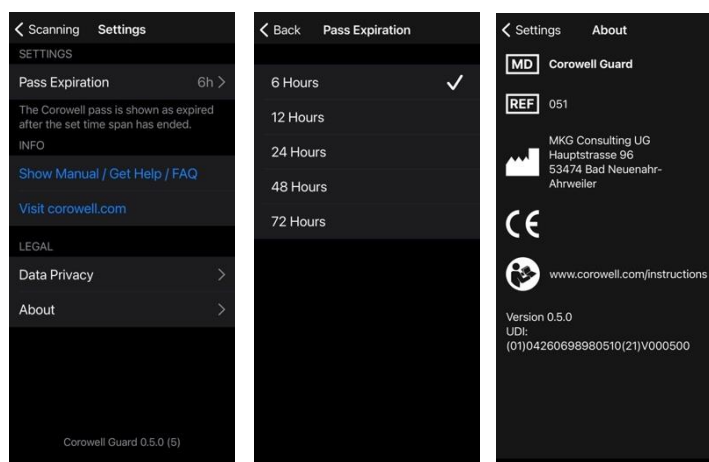 Scanning Settings
SETTINGS
Pass Expiration 6h
The Corowell pass is shown as expired
after the set time span has ended.
INFO
Show Manual / Get Help / FAQ
Visit corowell.com
LEGAL
Data Privacy
About
Corowell Guard 0.5.0 (5)
Back Pass Expiration
6 Hours
12 Hours
24 Hours
48 Hours
72 Hours
Settings About
MD Corowell Guard
REF 051
MKG Consulting UG
Hauptstrasse 96
53474 Bad Neuenahr-
Ahrweiler
CE
www.corowell.com/instructions
Version 0.5.0
UDI:
(01)04260698980510(21)V000500